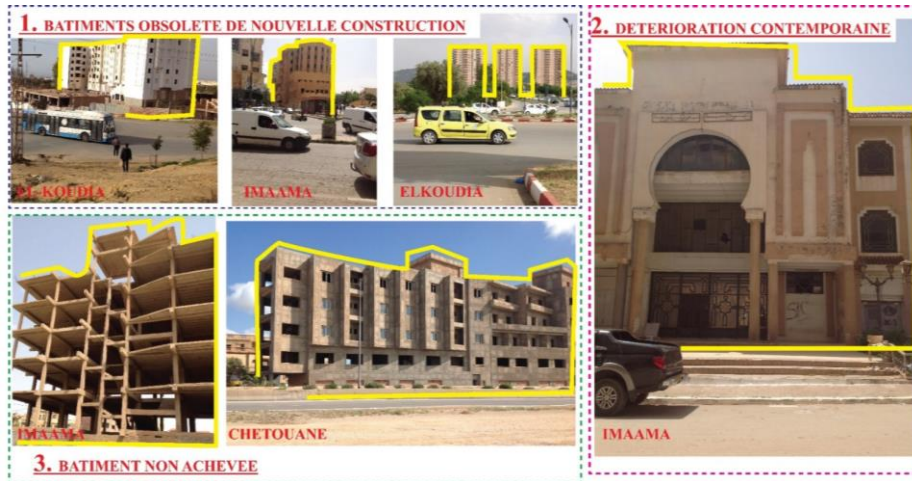 1. BATIMENTS OBSOLETE DE NOUVELLE CONSTRUCTION
EL-KOUDIA
IMAAMA
ELKOUDIA
2. DETERIORATION CONTEMPORAINE
IMAAMA
IMAAMA
CHETOUANE
3. BATIMENT NON ACHEVEE